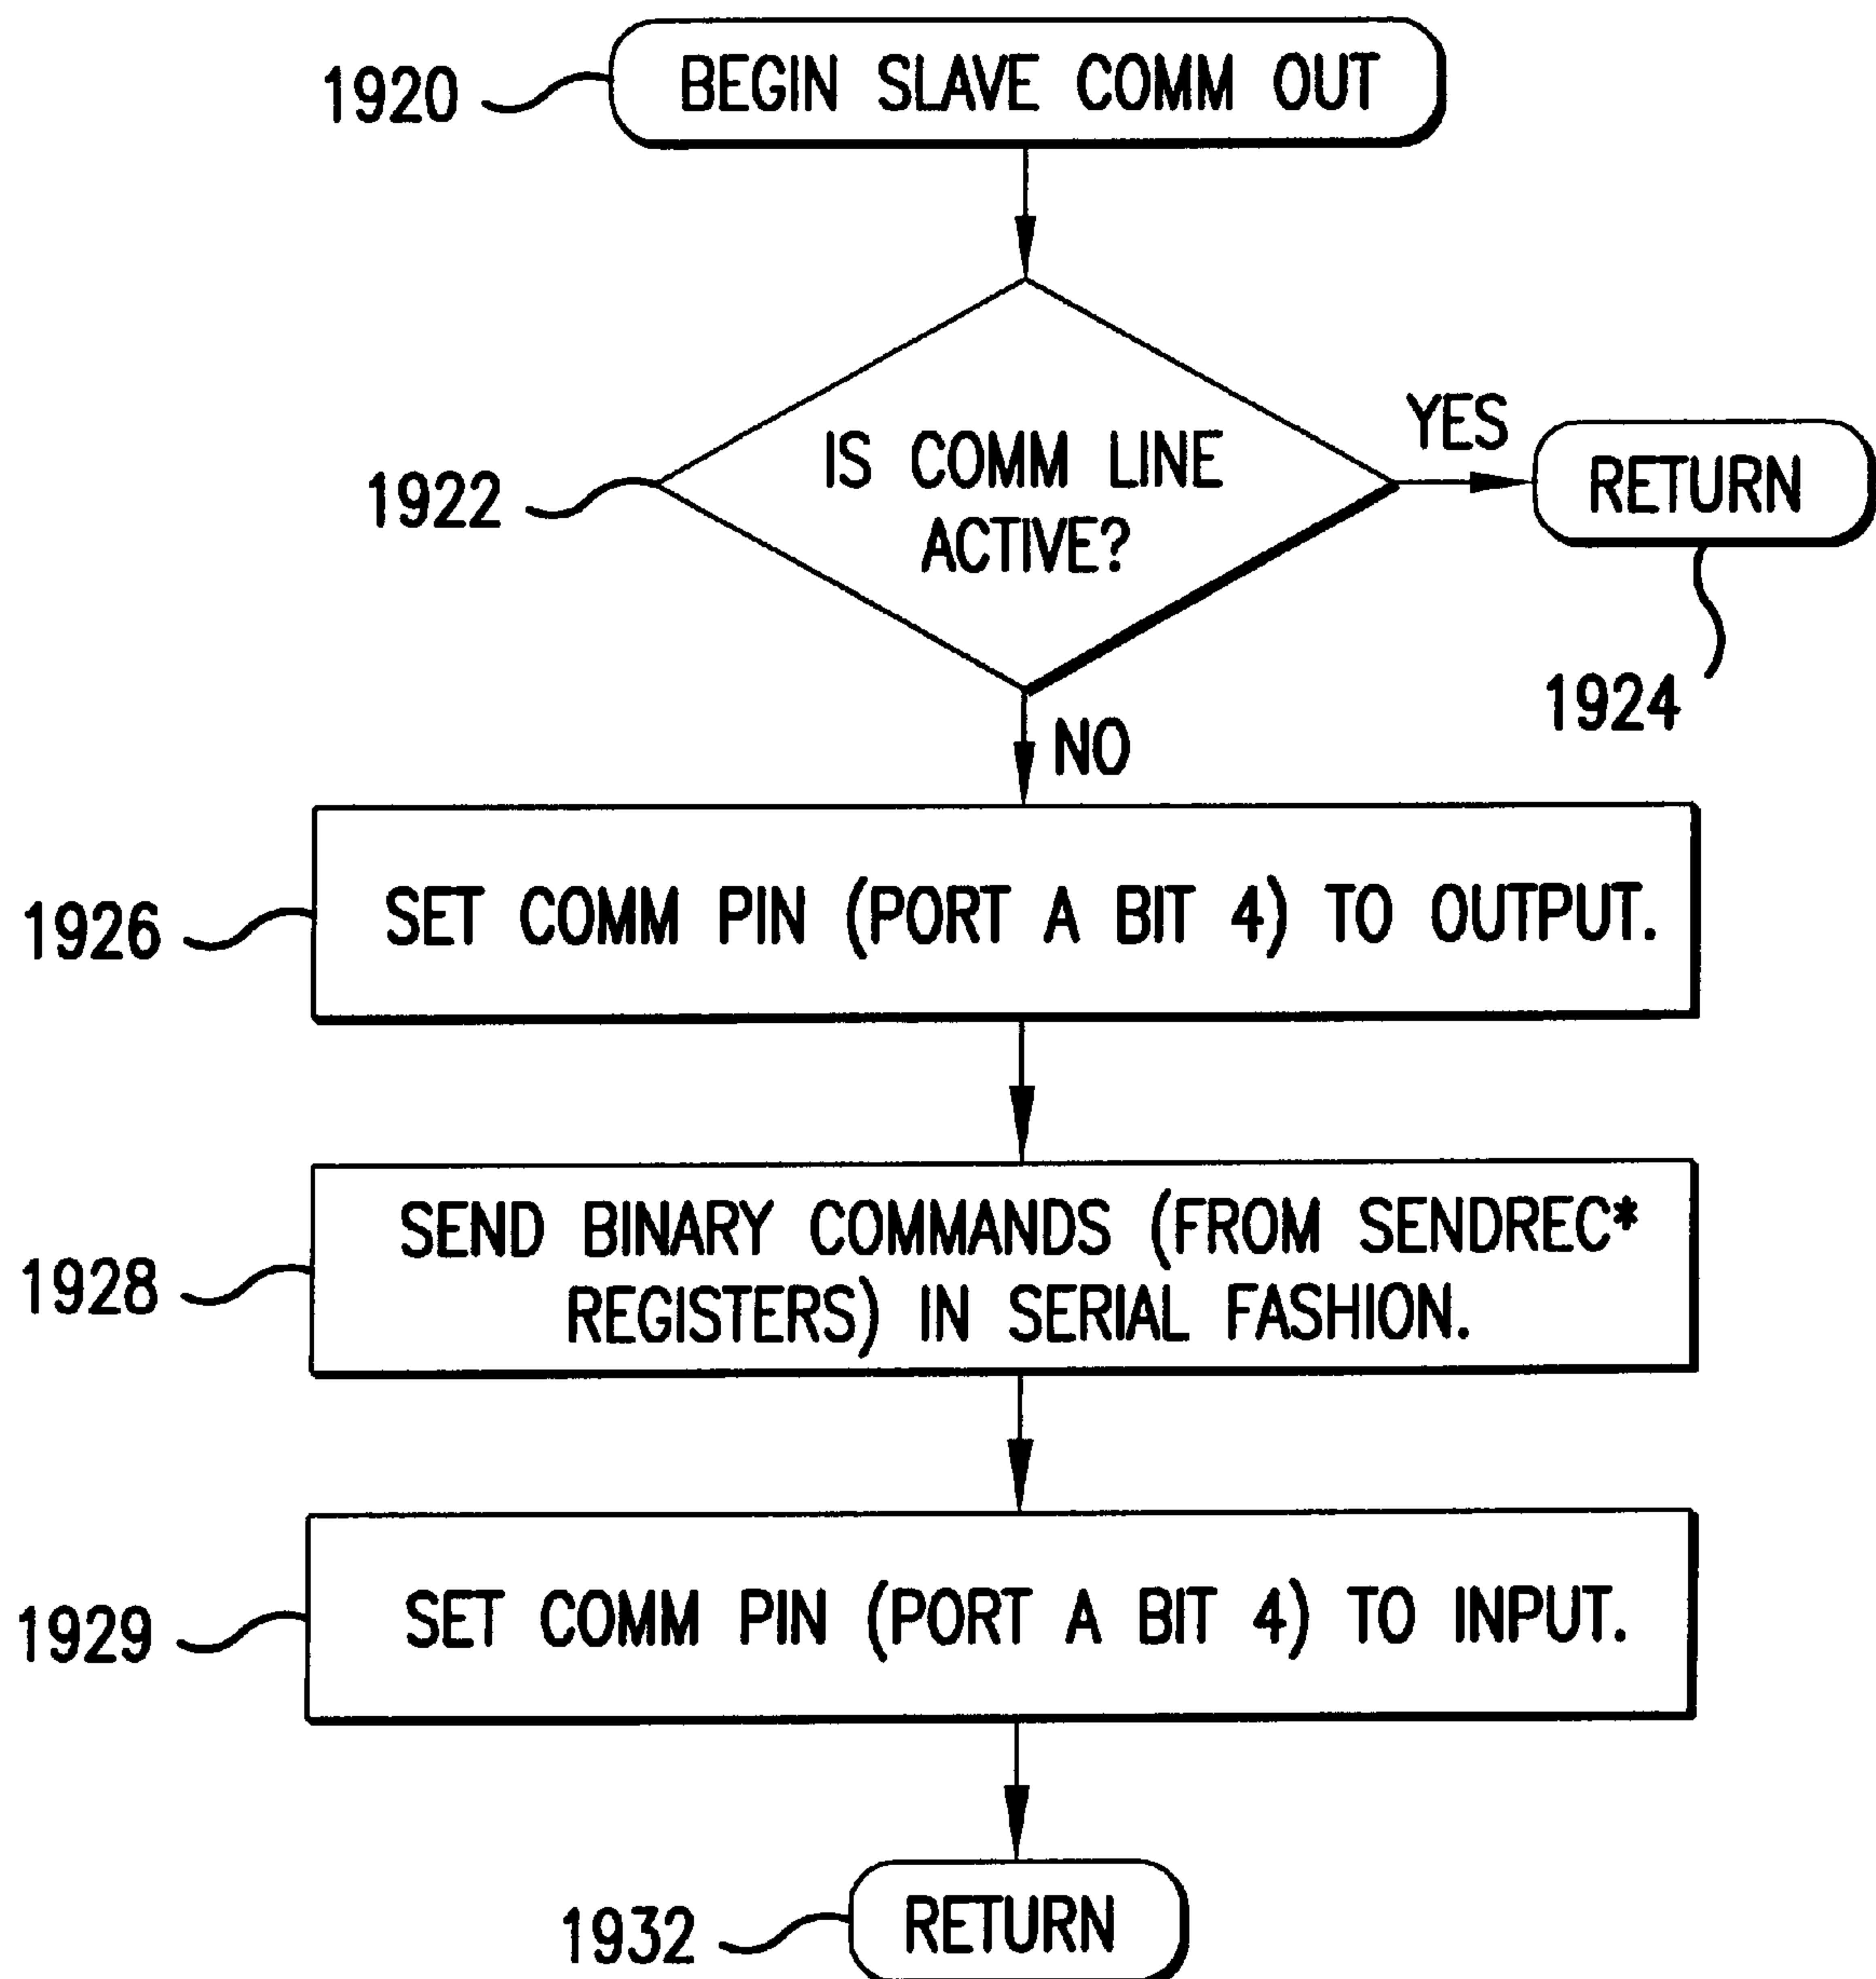 1920
BEGIN SLAVE COMM OUT
1922
IS COMM LINE
ACTIVE?
YES
RETURN
1924
NO
1926
SET COMM PIN (PORT A BIT 4) TO OUTPUT.
1928
SEND BINARY COMMANDS (FROM SENDREC*
REGISTERS) IN SERIAL FASHION.
1929
SET COMM PIN (PORT A BIT 4) TO INPUT.
1932
RETURN